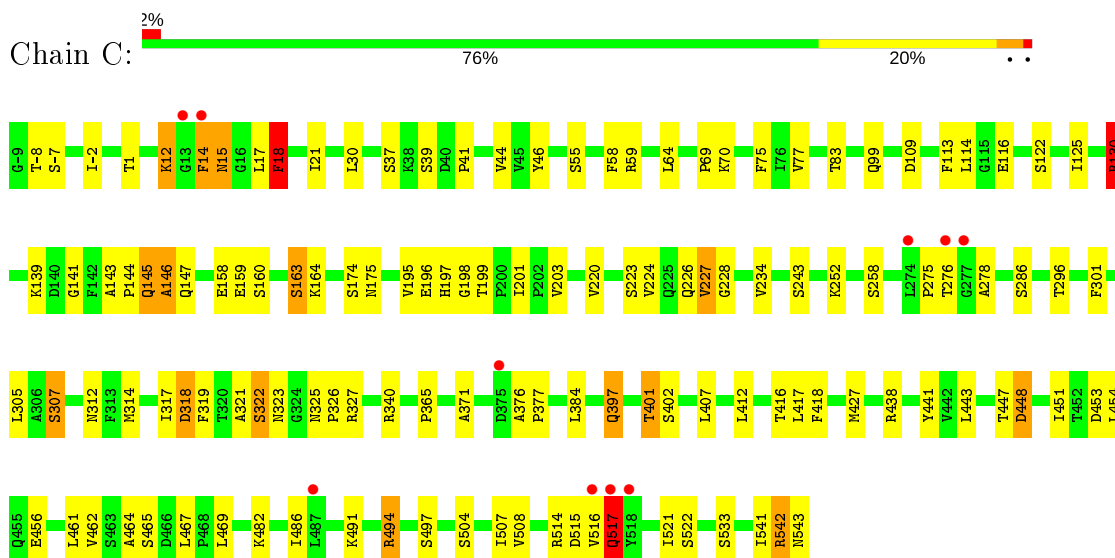 2%
Chain C:
76% 20% • •
G-9 T-8 S-7 I-2 T1 K12 G13 F14 N15 G16 L17 F18 I21 L30 S37 K38 S39 D40 P41 V44 V45 Y46 S55 F58 R59 L64 P69 K70 F75 I76 V77 T83 Q99 D109 F113 L114 G115 E116 S122 I125
K139 D140 G141 F142 A143 P144 Q145 A146 Q147 E158 E159 S160 S163 K164 S174 N175 V195 E196 H197 G198 T199 P200 I201 P202 V203 V220 S223 V224 Q225 Q226 V227 G228 V234 S243 K252 S258 L274 P275 T276 G277 A278 S286 T296 F301
L305 A306 S307 N312 F313 M314 I317 D318 F319 T320 A321 S322 N323 G324 N325 P326 R327 R340 P365 A371 D375 A376 P377 L384 Q397 T401 S402 L407 L412 T416 L417 F418 M427 R438 Y441 V442 L443 T447 D448 I451 T452 D453 L454
Q455 E456 L461 V462 S463 A464 S465 D466 L467 P468 L469 K482 I486 L487 K491 R494 S497 S504 I507 V508 R514 D515 V516 Q517 Y518 I521 S522 S533 I541 R542 N543